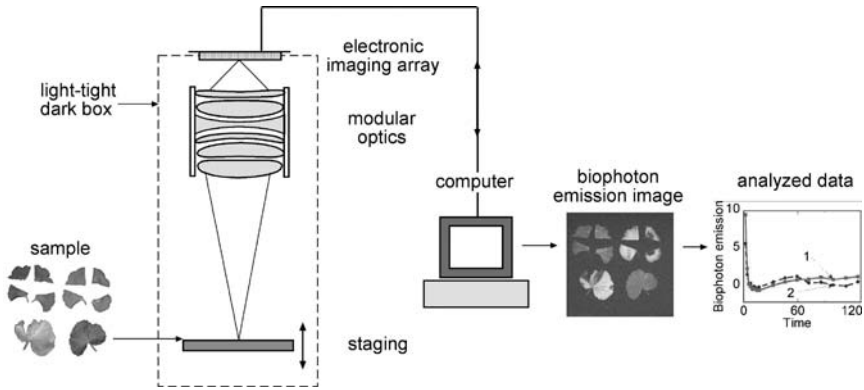 electronic
imaging array
light-tight
dark box
modular
optics
computer
biophoton
emission image
analyzed data
sample
staging
Biophoton emission
10
5
0
1
2
0 60 120
Time